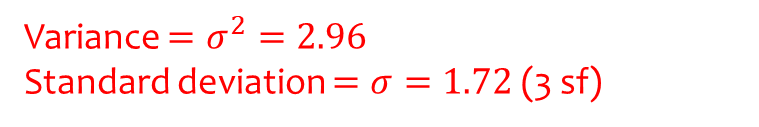 Variance = σ² = 2.96
Standard deviation = σ = 1.72 (3 sf)